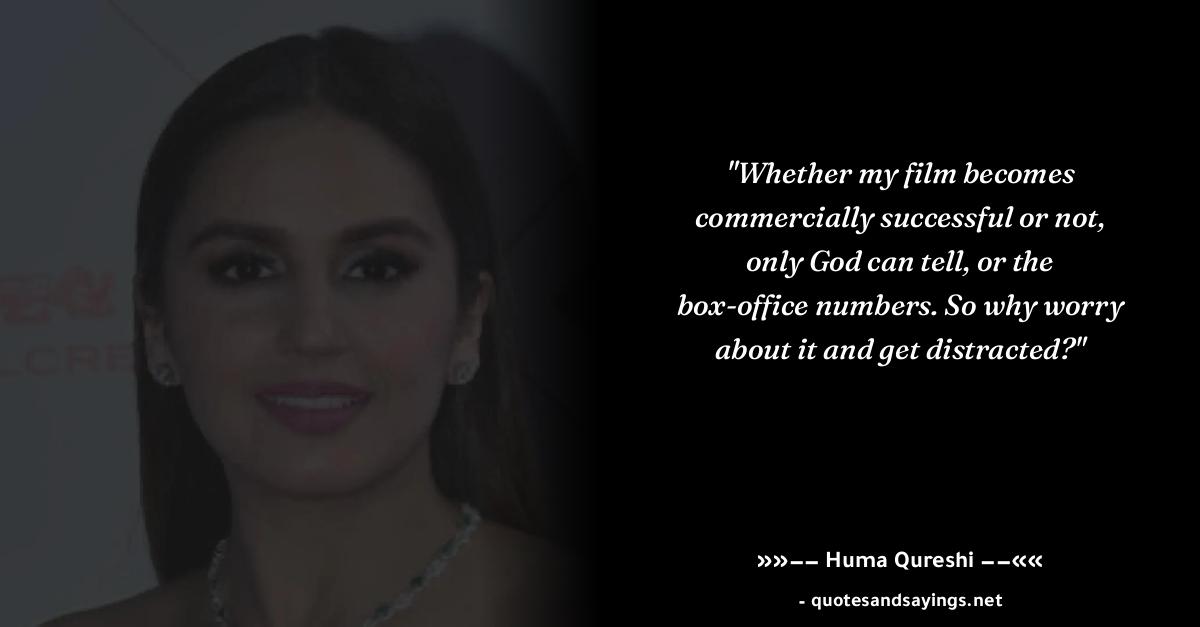 "Whether my film becomes
commercially successful or not,
only God can tell, or the
box-office numbers. So why worry
about it and get distracted?"
»»−− Huma Qureshi −−««
- quotesandsayings.net